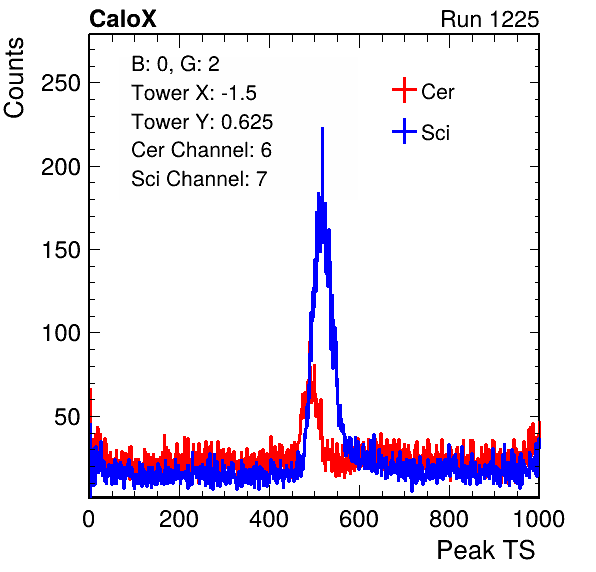 CaloX Run 1225
Counts
B: 0, G: 2
Tower X: -1.5
Tower Y: 0.625
Cer Channel: 6
Sci Channel: 7
Cer
Sci
250
200
150
100
50
0 200 400 600 800 1000
Peak TS